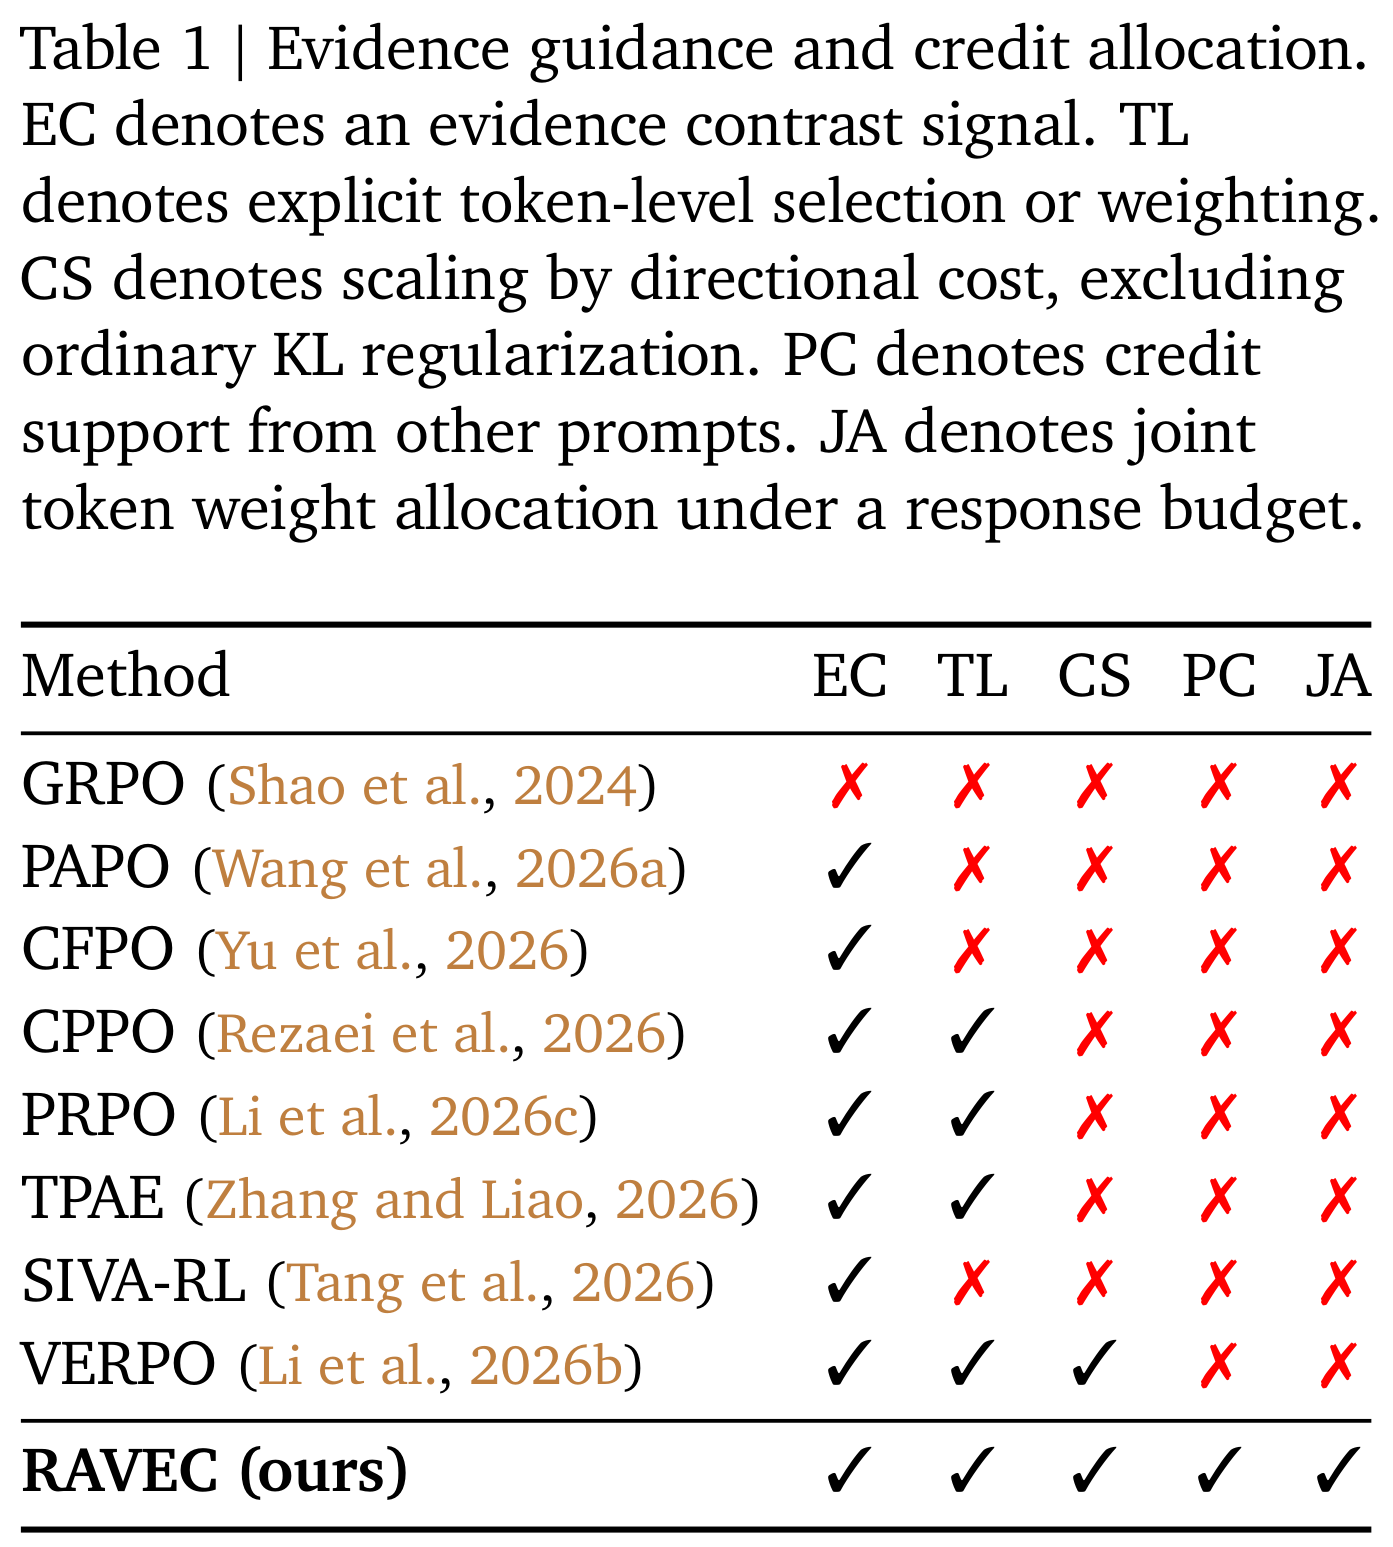 Table 1 | Evidence guidance and credit allocation.
EC denotes an evidence contrast signal. TL
denotes explicit token-level selection or weighting.
CS denotes scaling by directional cost, excluding
ordinary KL regularization. PC denotes credit
support from other prompts. JA denotes joint
token weight allocation under a response budget.
Method EC TL CS PC JA
GRPO (Shao et al., 2024) ✗ ✗ ✗ ✗ ✗
PAPO (Wang et al., 2026a) ✓ ✗ ✗ ✗ ✗
CFPO (Yu et al., 2026) ✓ ✗ ✗ ✗ ✗
CPPO (Rezaei et al., 2026) ✓ ✓ ✗ ✗ ✗
PRPO (Li et al., 2026c) ✓ ✓ ✗ ✗ ✗
TPAE (Zhang and Liao, 2026) ✓ ✓ ✗ ✗ ✗
SIVA-RL (Tang et al., 2026) ✓ ✗ ✗ ✗ ✗
VERPO (Li et al., 2026b) ✓ ✓ ✓ ✗ ✗
RAVEC (ours) ✓ ✓ ✓ ✓ ✓